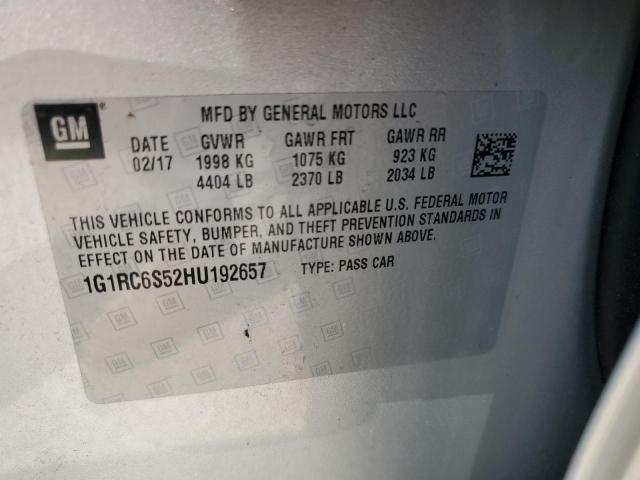 GM ® MFD BY GENERAL MOTORS LLC
DATE GVWR GAWR FRT GAWR RR
02/17 1998 KG 1075 KG 923 KG
4404 LB 2370 LB 2034 LB
THIS VEHICLE CONFORMS TO ALL APPLICABLE U.S. FEDERAL MOTOR
VEHICLE SAFETY, BUMPER, AND THEFT PREVENTION STANDARDS IN
EFFECT ON THE DATE OF MANUFACTURE SHOWN ABOVE.
1G1RC6S52HU192657 TYPE: PASS CAR